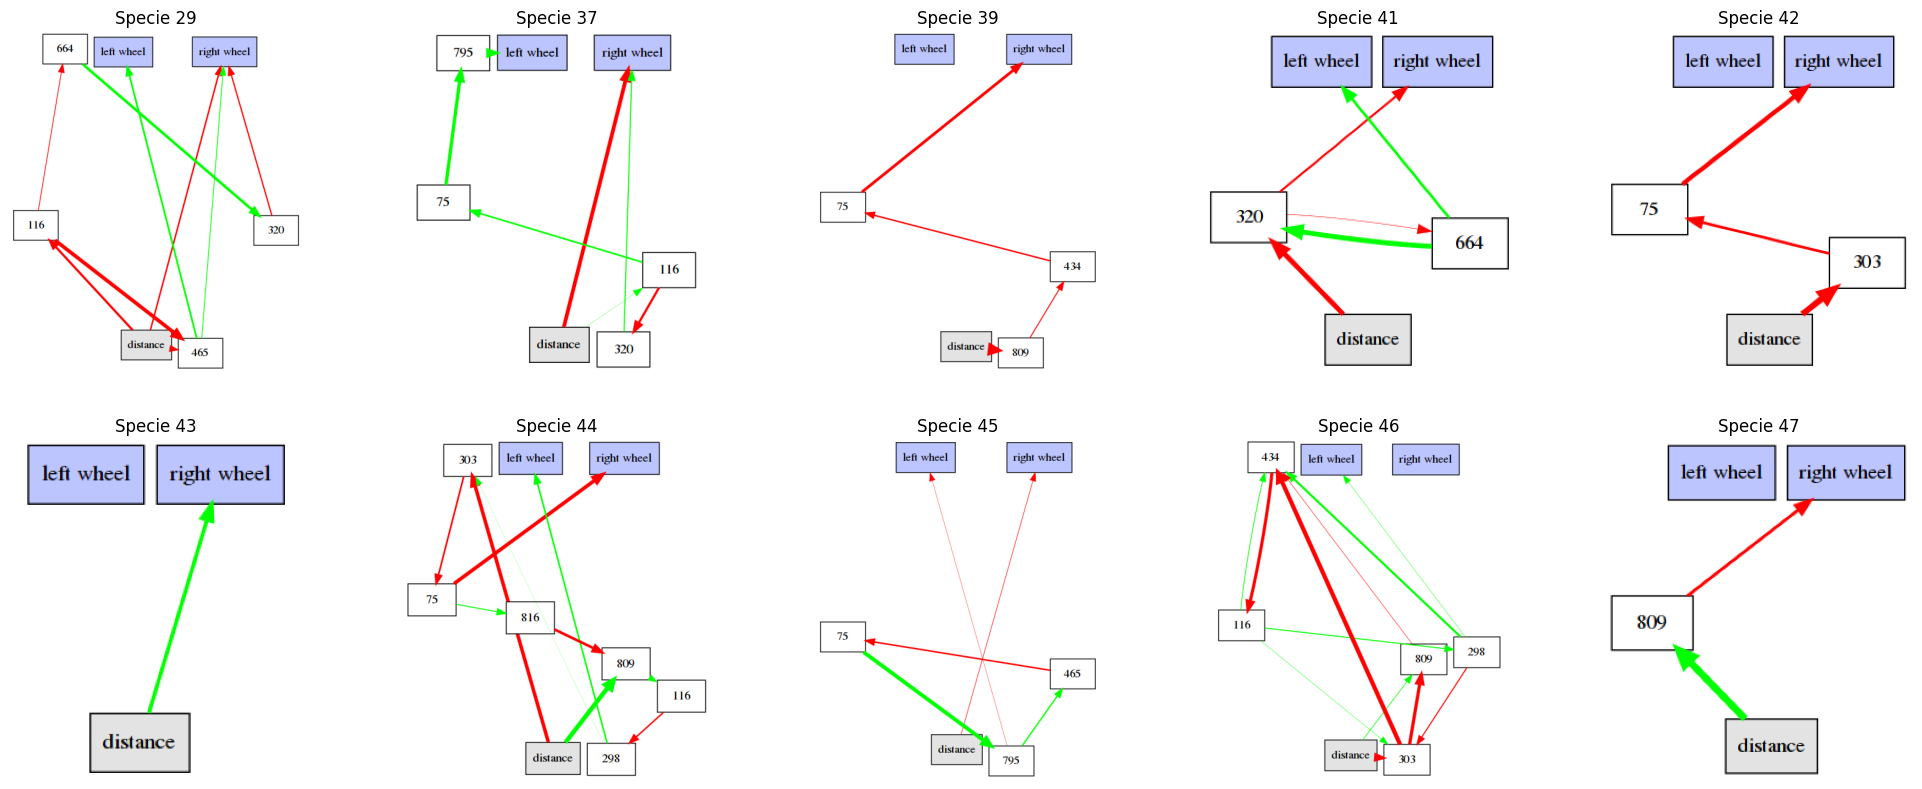 Specie 29
664
left wheel
right wheel
116
320
distance
465
Specie 37
795
left wheel
right wheel
75
116
distance
320
Specie 39
left wheel
right wheel
75
434
distance
809
Specie 41
left wheel
right wheel
320
664
distance
Specie 42
left wheel
right wheel
75
303
distance
Specie 43
left wheel
right wheel
distance
Specie 44
303
left wheel
right wheel
75
816
809
116
distance
298
Specie 45
left wheel
right wheel
75
465
distance
795
Specie 46
434
left wheel
right wheel
116
809
298
distance
303
Specie 47
left wheel
right wheel
809
distance